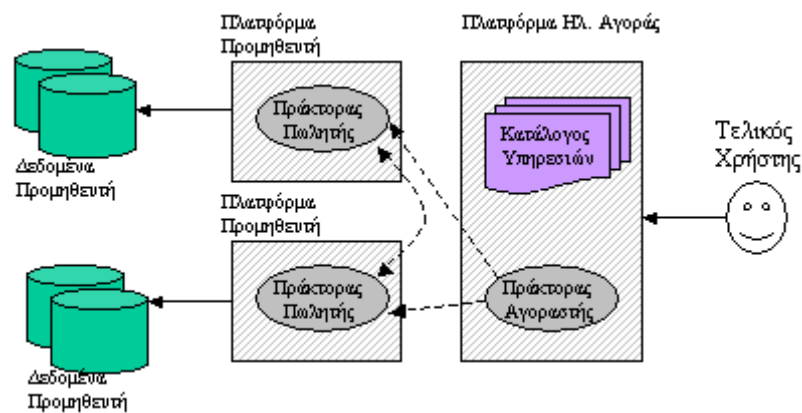 Πλατφόρμα
Προμηθευτή
Πλατφόρμα Ηλ. Αγοράς
Πράκτορας
Πωλητής
Κατάλογος
Υπηρεσιών
Τελικός
Χρήστης
Δεδομένα
Προμηθευτή
Πλατφόρμα
Προμηθευτή
Πράκτορας
Πωλητής
Πράκτορας
Αγοραστής
Δεδομένα
Προμηθευτή